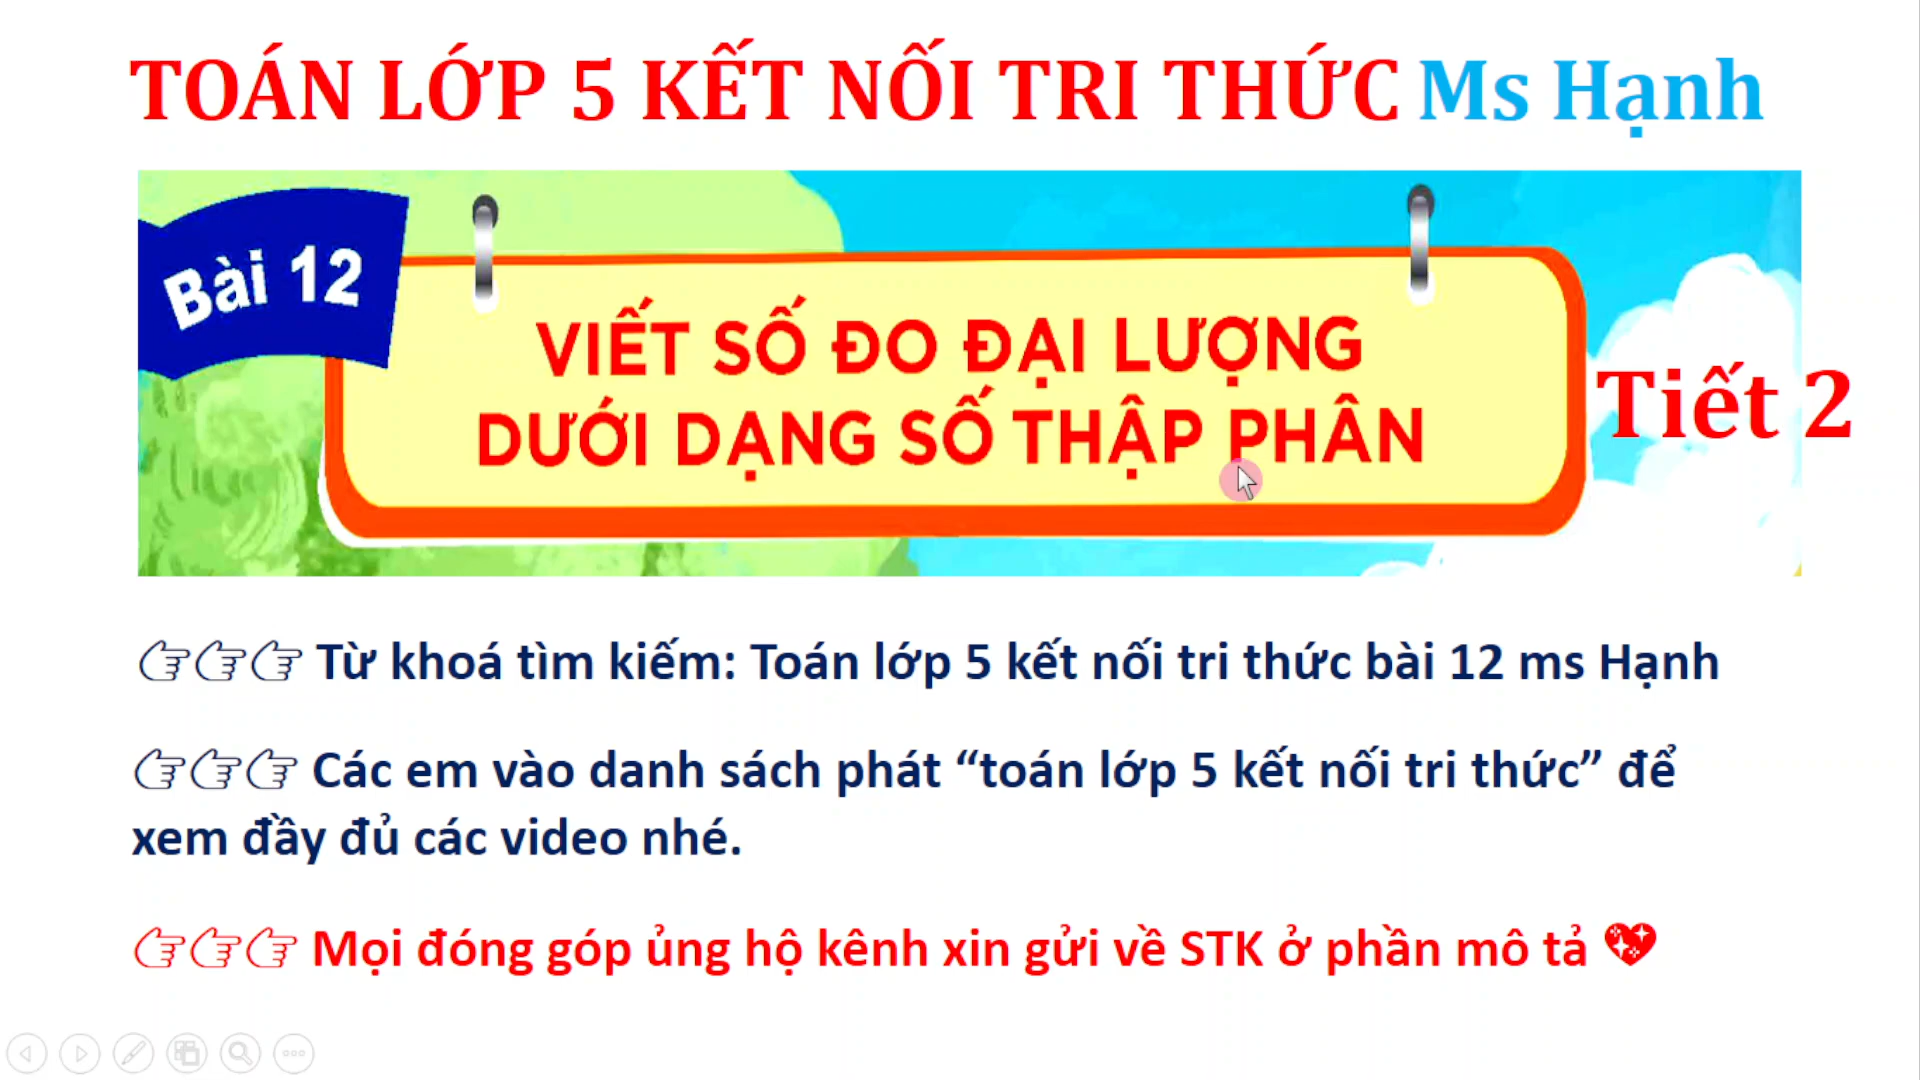 TOÁN LỚP 5 KẾT NỐI TRI THỨC Ms Hạnh
Bài 12
VIẾT SỐ ĐO ĐẠI LƯỢNG
DƯỚI DẠNG SỐ THẬP PHÂN
Tiết 2
👉👉👉 Từ khoá tìm kiếm: Toán lớp 5 kết nối tri thức bài 12 ms Hạnh
👉👉👉 Các em vào danh sách phát “toán lớp 5 kết nối tri thức” để
xem đầy đủ các video nhé.
👉👉👉 Mọi đóng góp ủng hộ kênh xin gửi về STK ở phần mô tả 💖